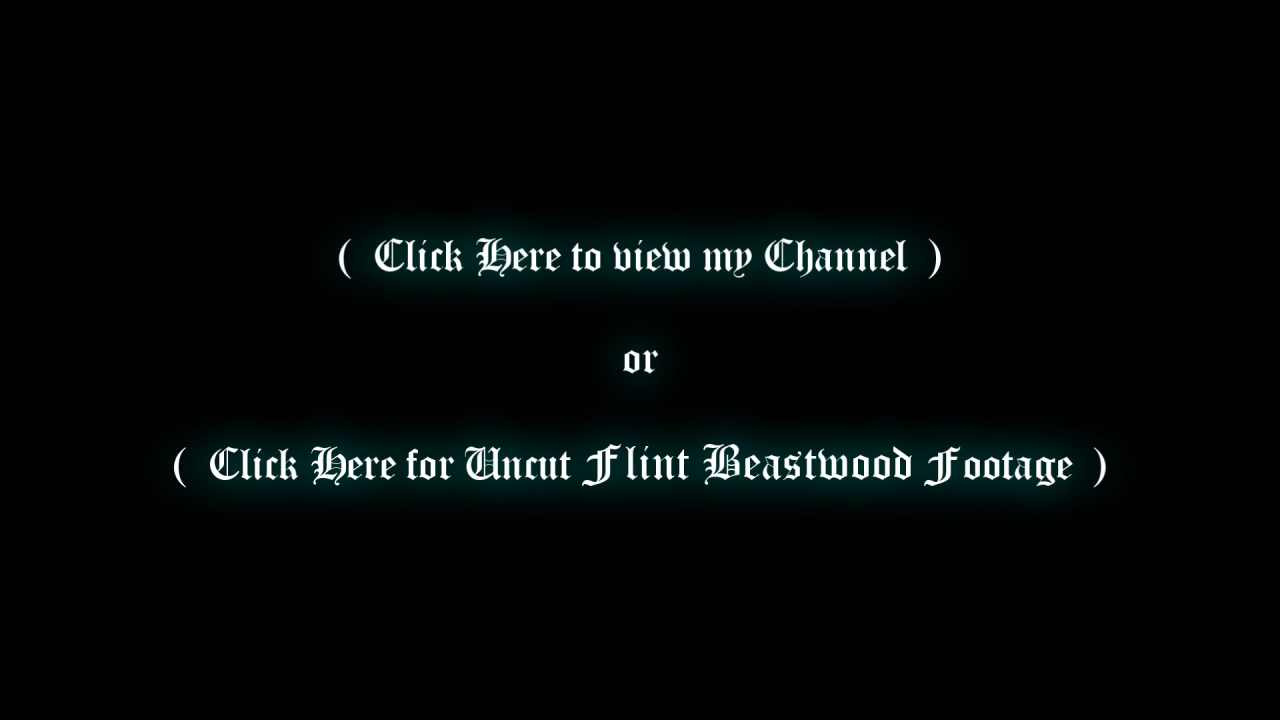 ( Click Here to view my Channel )
or
( Click Here for Uncut Flint Beastwood Footage )